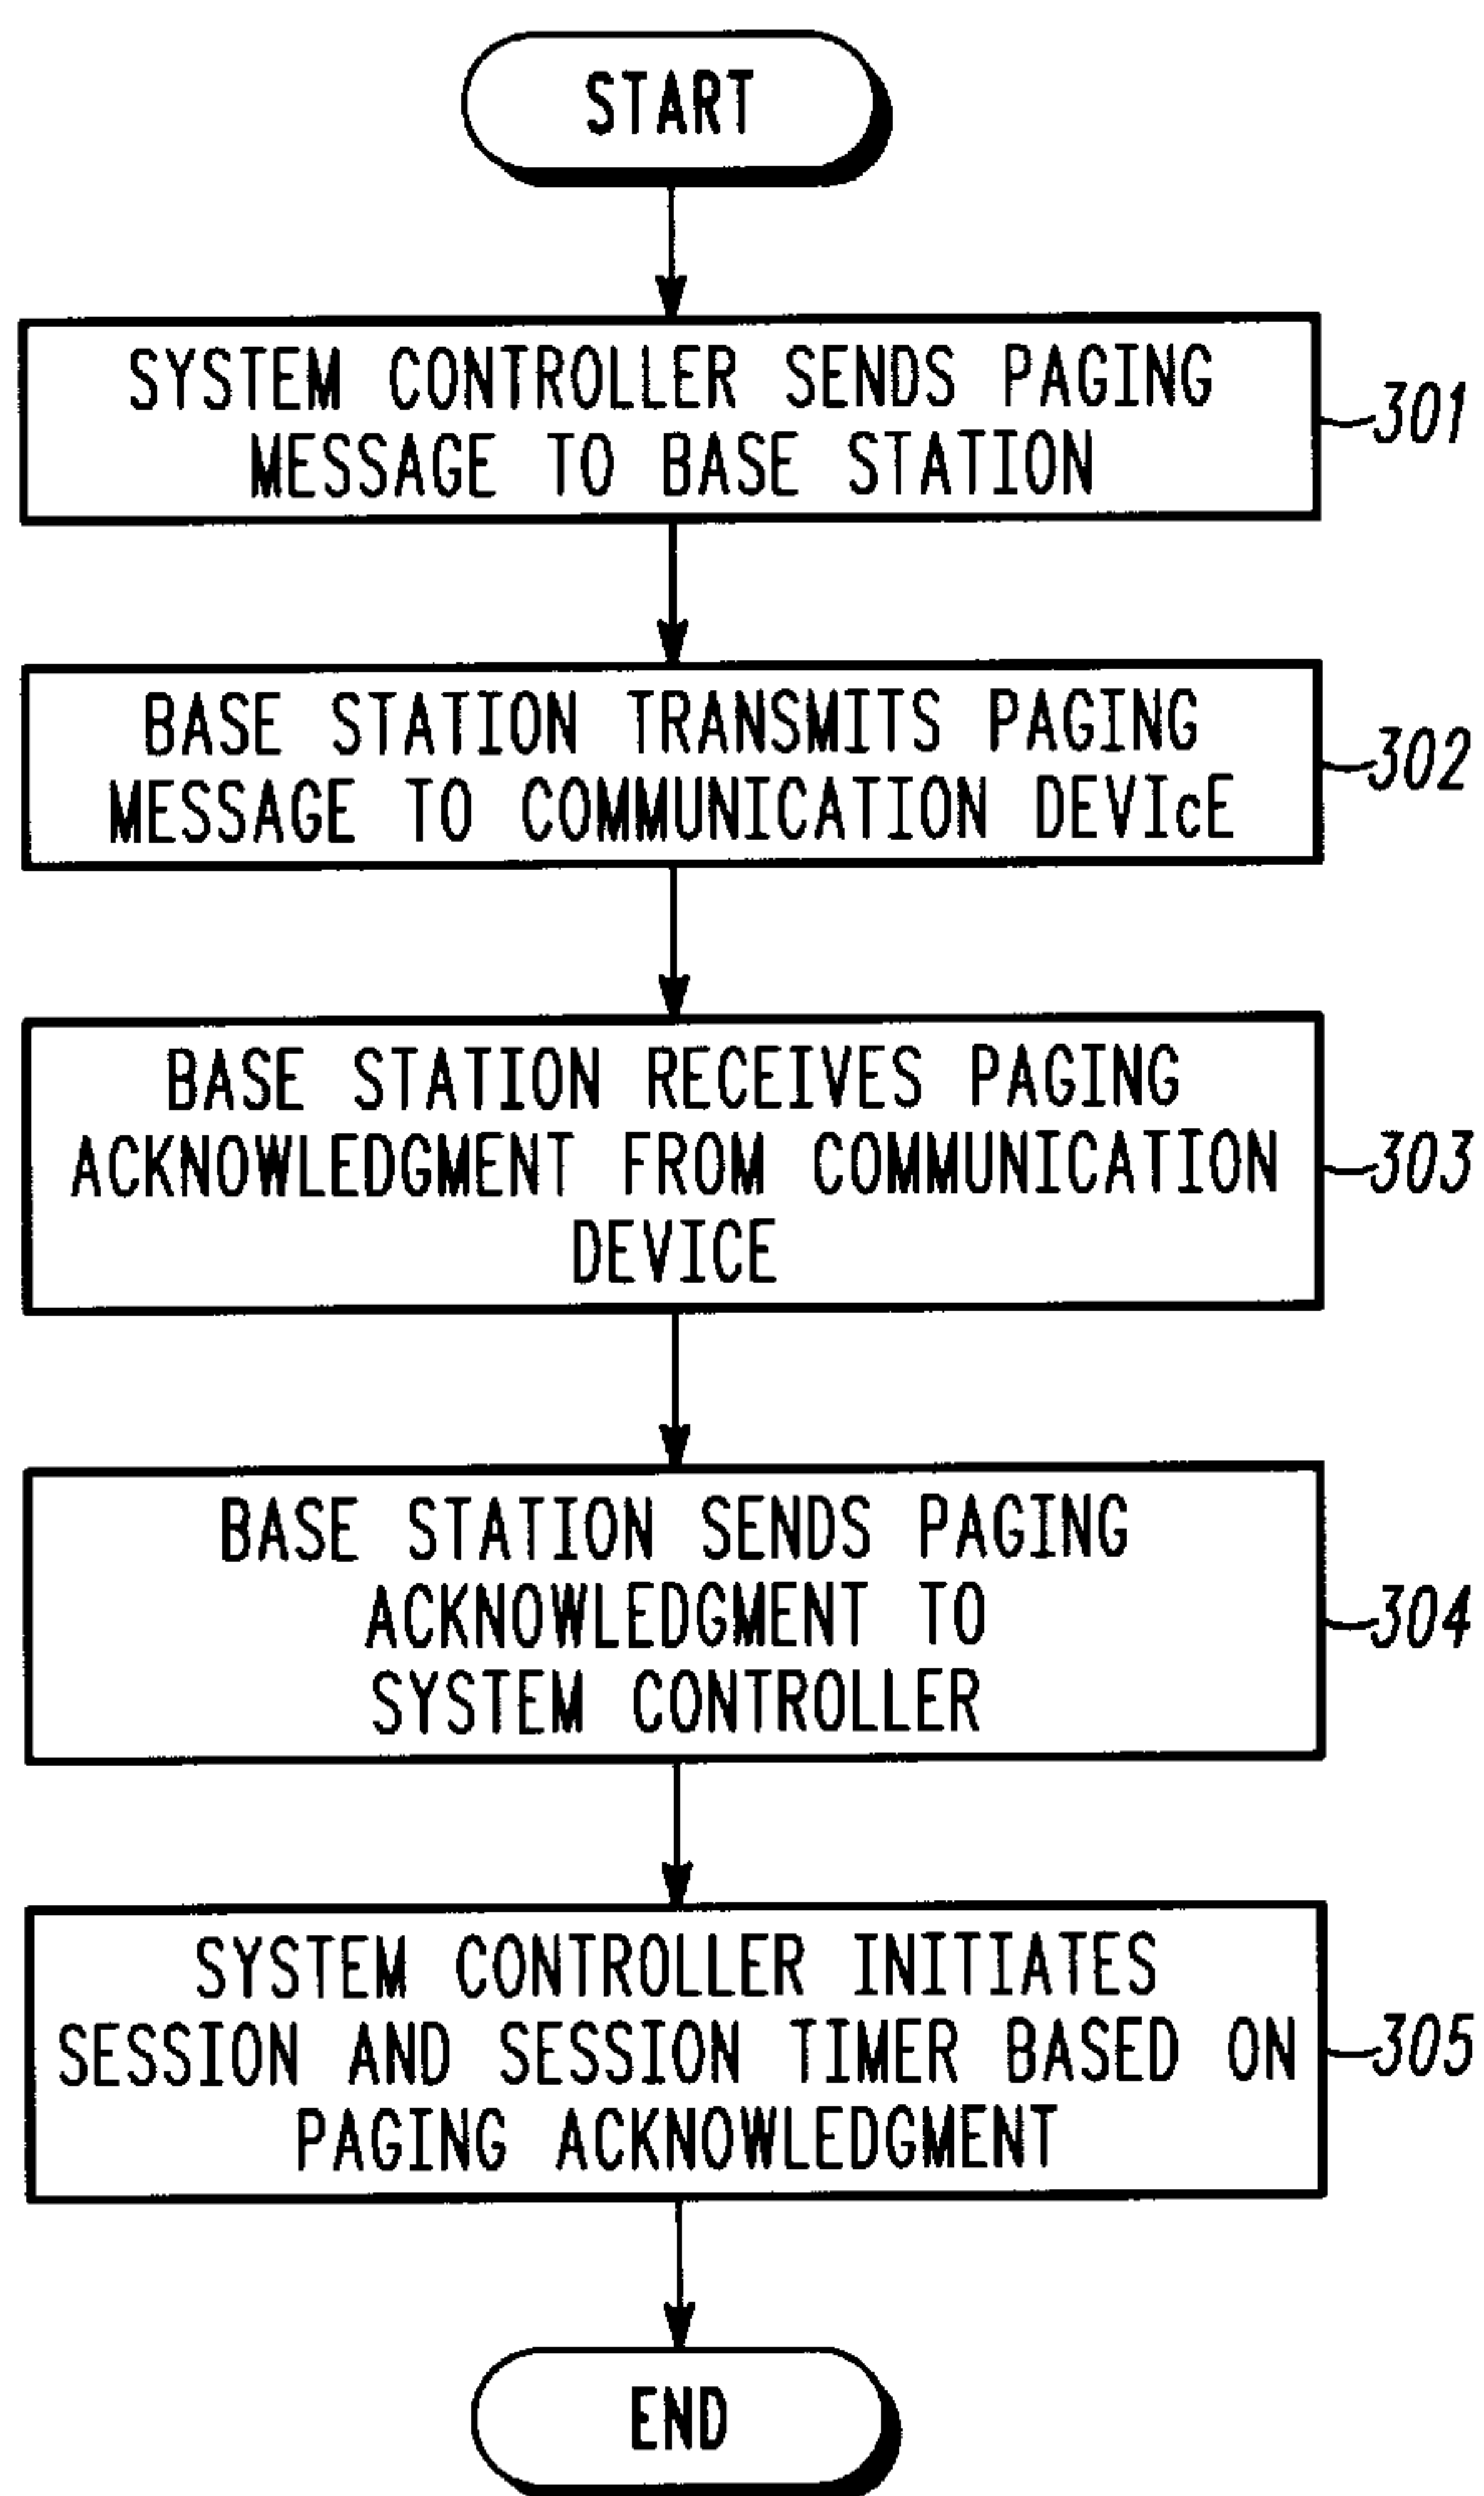 START
SYSTEM CONTROLLER SENDS PAGING
MESSAGE TO BASE STATION
301
BASE STATION TRANSMITS PAGING
MESSAGE TO COMMUNICATION DEVIcE
302
BASE STATION RECEIVES PAGING
ACKNOWLEDGMENT FROM COMMUNICATION
DEVICE
303
BASE STATION SENDS PAGING
ACKNOWLEDGMENT TO
SYSTEM CONTROLLER
304
SYSTEM CONTROLLER INITIATES
SESSION AND SESSION TIMER BASED ON
PAGING ACKNOWLEDGMENT
305
END